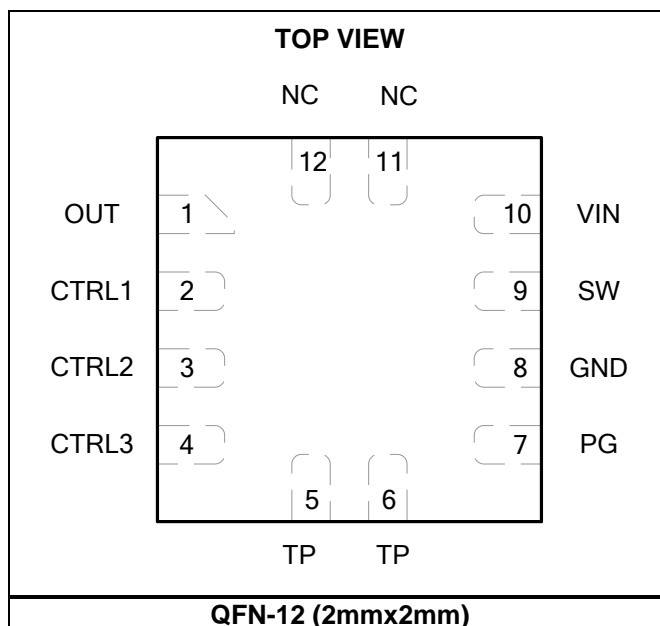 TOP VIEW
NC NC
12 11
OUT 1 10 VIN
CTRL1 2 9 SW
CTRL2 3 8 GND
CTRL3 4 7 PG
5 6
TP TP
QFN-12 (2mmx2mm)